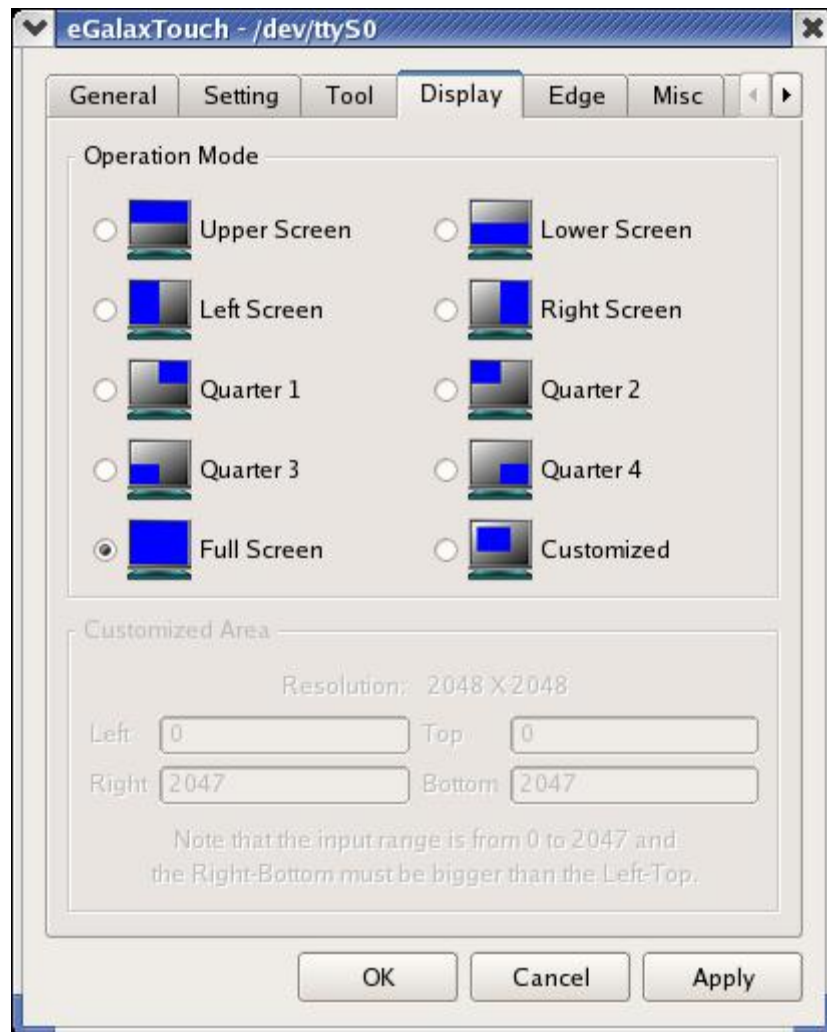 eGalaxTouch - /dev/ttyS0
General Setting Tool Display Edge Misc
Operation Mode
Upper Screen Lower Screen
Left Screen Right Screen
Quarter 1 Quarter 2
Quarter 3 Quarter 4
Full Screen Customized
Customized Area
Resolution: 2048 X 2048
Left 0 Top 0
Right 2047 Bottom 2047
Note that the input range is from 0 to 2047 and
the Right-Bottom must be bigger than the Left-Top.
OK Cancel Apply